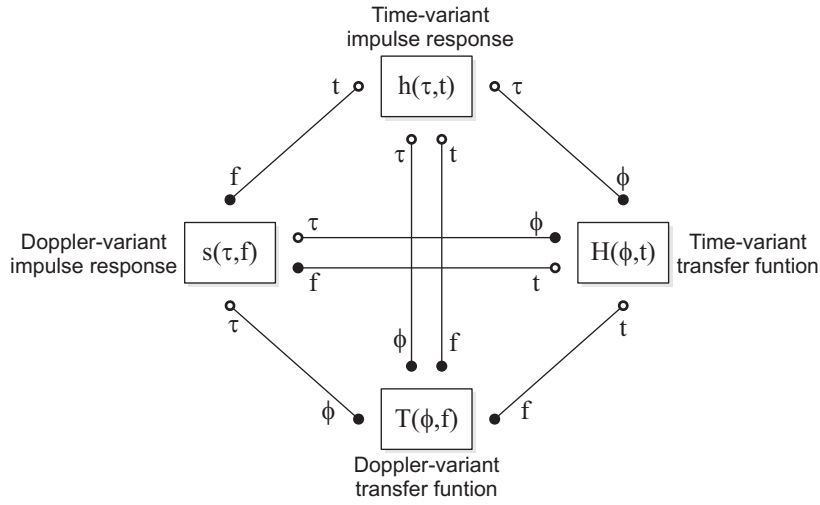 Time-variant
impulse response
t
h(τ,t)
τ
τ
t
f
ϕ
Doppler-variant
impulse response
s(τ,f)
τ
ϕ
H(ϕ,t)
Time-variant
transfer funtion
f
t
τ
t
ϕ
f
ϕ
T(ϕ,f)
f
Doppler-variant
transfer funtion